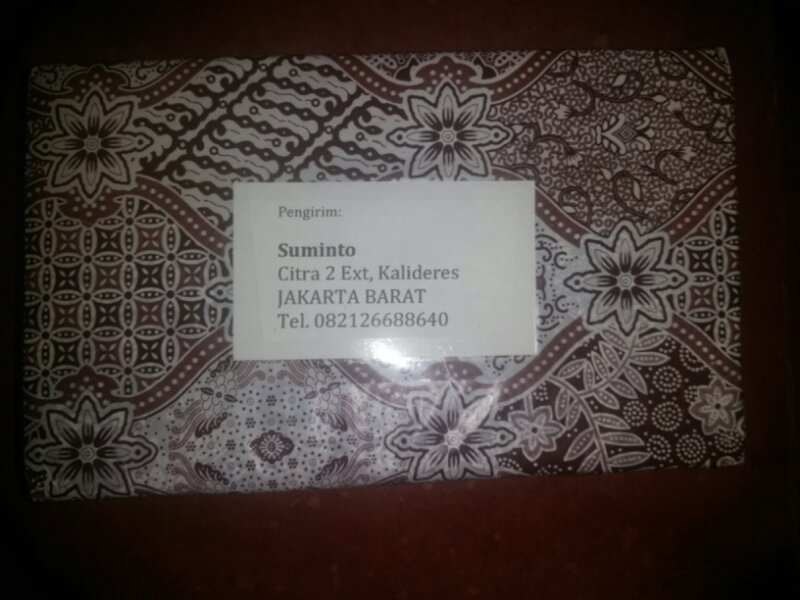 Pengirim:
Suminto
Citra 2 Ext, Kalideres
JAKARTA BARAT
Tel. 082126688640